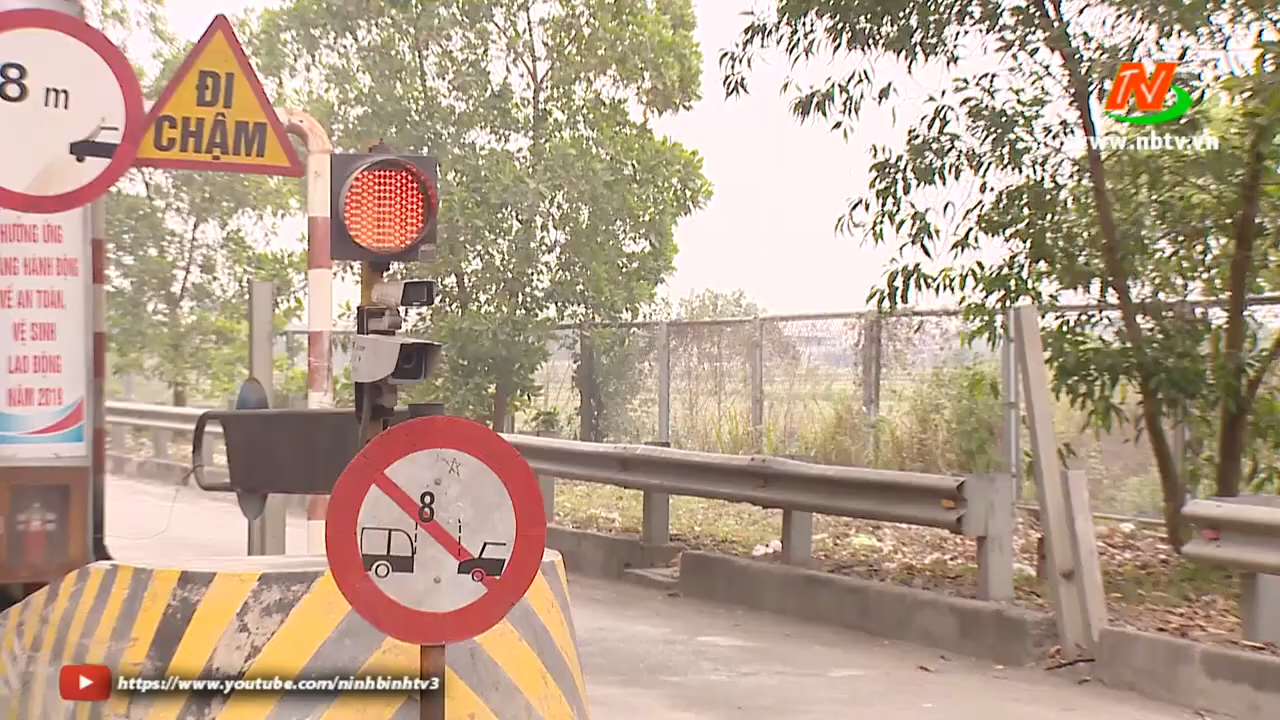 8 m
ĐI
CHẬM
HƯỞNG ỨNG
HÀNH ĐỘNG
VỀ AN TOÀN,
VỆ SINH
LAO ĐỘNG
NĂM 2019
8
www.nbtv.vn
https://www.youtube.com/ninhbinhtv3